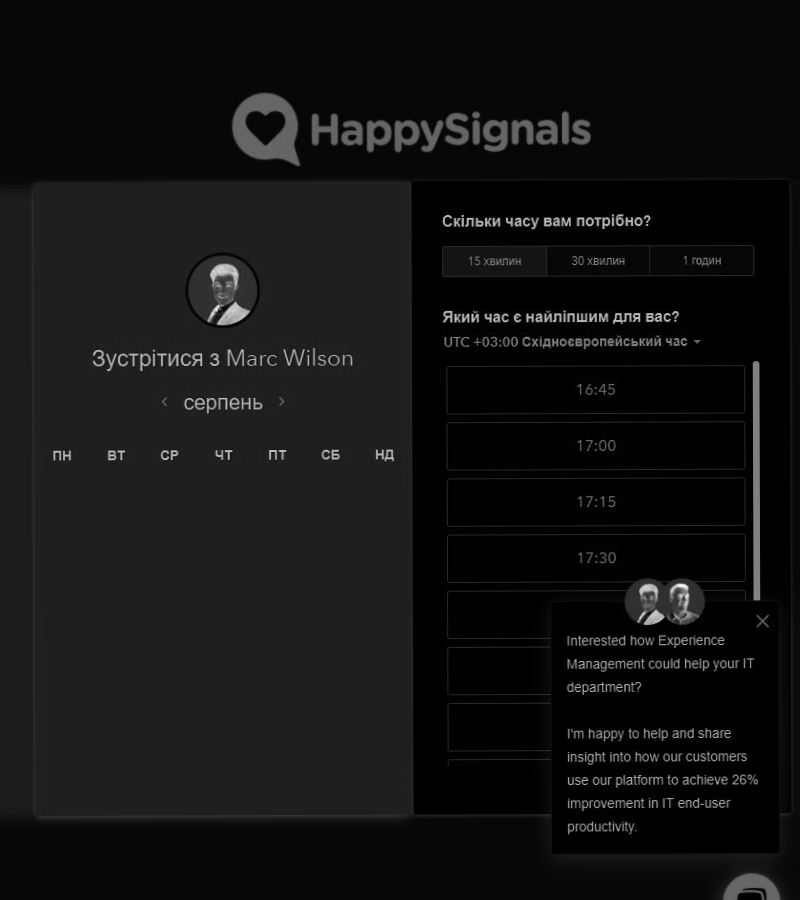 HappySignals
Зустрітися з Marc Wilson
серпень
ПН ВТ СР ЧТ ПТ СБ НД
Скільки часу вам потрібно?
15 хвилин 30 хвилин 1 годин
Який час є найліпшим для вас?
UTC +03:00 Східноєвропейський час
16:45
17:00
17:15
17:30
Interested how Experience
Management could help your IT
department?
I'm happy to help and share
insight into how our customers
use our platform to achieve 26%
improvement in IT end-user
productivity.